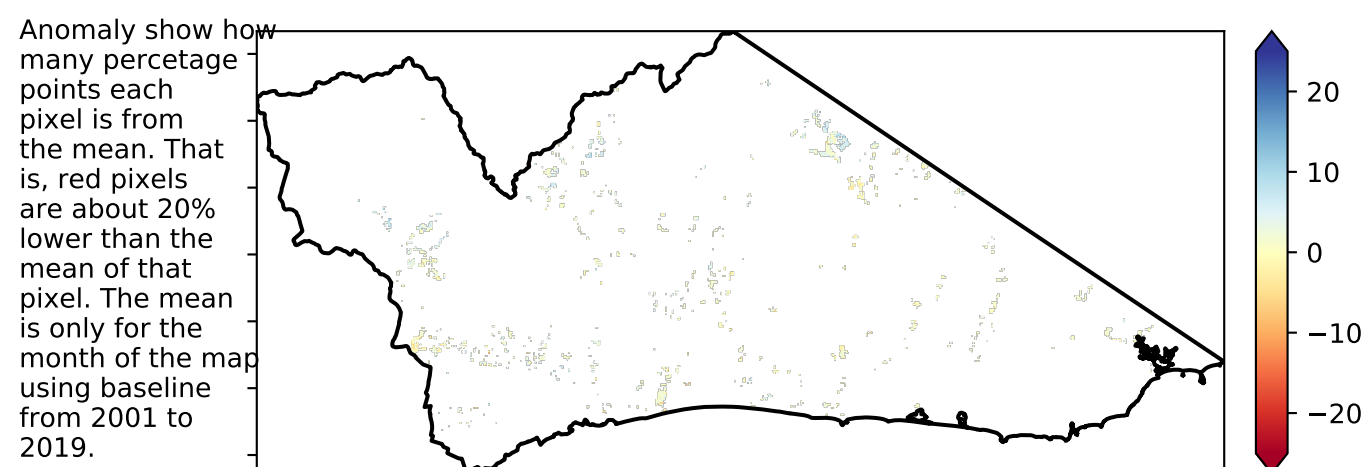 Anomaly show how
many percetage
points each
pixel is from
the mean. That
is, red pixels
are about 20%
lower than the
mean of that
pixel. The mean
is only for the
month of the map
using baseline
from 2001 to
2019.
20
10
0
−10
−20